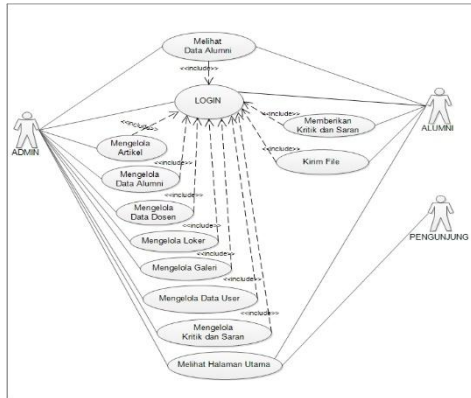 Melihat
Data Alumni
<<include>>
LOGIN
ADMIN
ALUMNI
<<include>>
Memberikan
Kritik dan Saran
<<include>>
Mengelola
Artikel
<<include>>
Kirim File
<<include>>
Mengelola
Data Alumni
<<include>>
Mengelola
Data Dosen
<<include>>
PENGUNJUNG
Mengelola Loker
<<include>>
Mengelola Galeri
<<include>>
Mengelola Data User
<<include>>
Mengelola
Kritik dan Saran
Melihat Halaman Utama